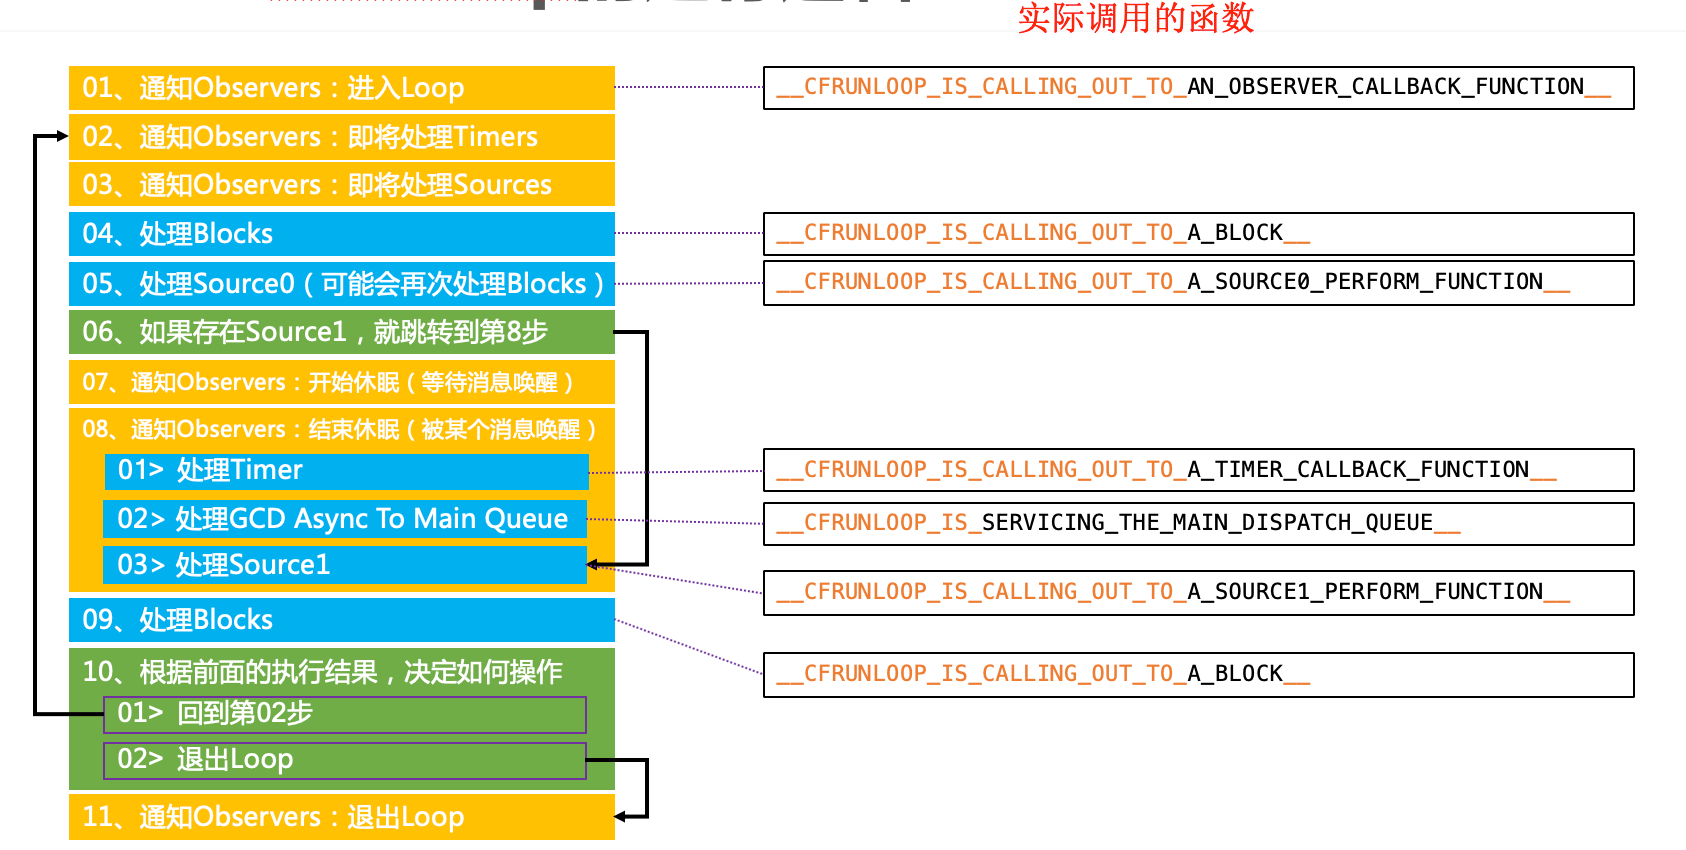 实际调用的函数
01、通知Observers：进入Loop
__CFRUNLOOP_IS_CALLING_OUT_TO_AN_OBSERVER_CALLBACK_FUNCTION__
02、通知Observers：即将处理Timers
03、通知Observers：即将处理Sources
04、处理Blocks
__CFRUNLOOP_IS_CALLING_OUT_TO_A_BLOCK__
05、处理Source0（可能会再次处理Blocks）
__CFRUNLOOP_IS_CALLING_OUT_TO_A_SOURCE0_PERFORM_FUNCTION__
06、如果存在Source1，就跳转到第8步
07、通知Observers：开始休眠（等待消息唤醒）
08、通知Observers：结束休眠（被某个消息唤醒）
01> 处理Timer
__CFRUNLOOP_IS_CALLING_OUT_TO_A_TIMER_CALLBACK_FUNCTION__
02> 处理GCD Async To Main Queue
__CFRUNLOOP_IS_SERVICING_THE_MAIN_DISPATCH_QUEUE__
03> 处理Source1
__CFRUNLOOP_IS_CALLING_OUT_TO_A_SOURCE1_PERFORM_FUNCTION__
09、处理Blocks
__CFRUNLOOP_IS_CALLING_OUT_TO_A_BLOCK__
10、根据前面的执行结果，决定如何操作
01> 回到第02步
02> 退出Loop
11、通知Observers：退出Loop